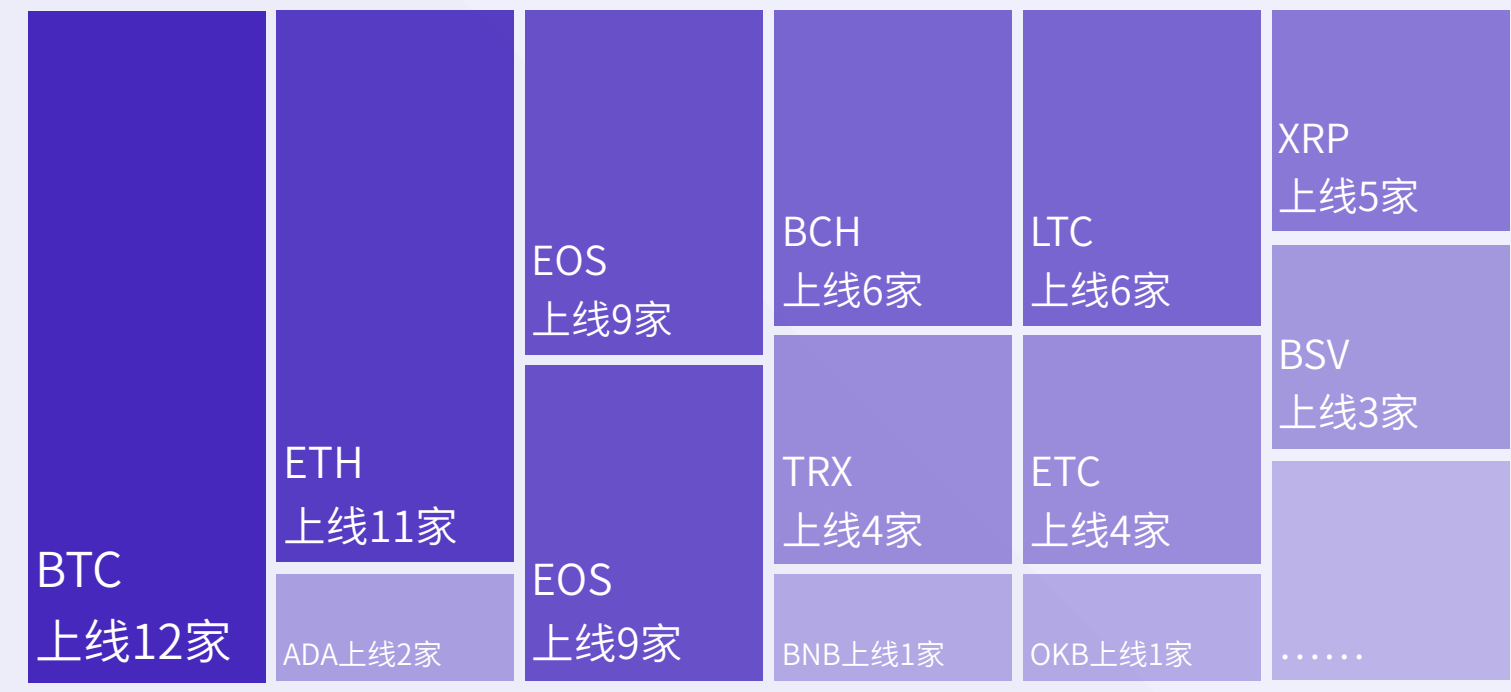 BTC
上线12家
ETH
上线11家
ADA上线2家
EOS
上线9家
EOS
上线9家
BCH
上线6家
TRX
上线4家
BNB上线1家
LTC
上线6家
ETC
上线4家
OKB上线1家
XRP
上线5家
BSV
上线3家
······